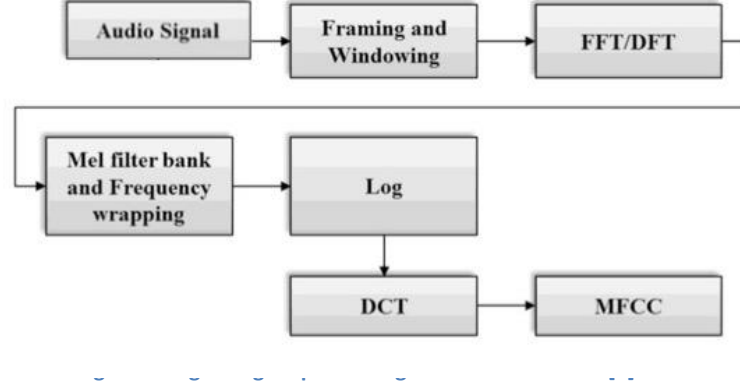 Audio Signal
Framing and
Windowing
FFT/DFT
Mel filter bank
and Frequency
wrapping
Log
DCT
MFCC